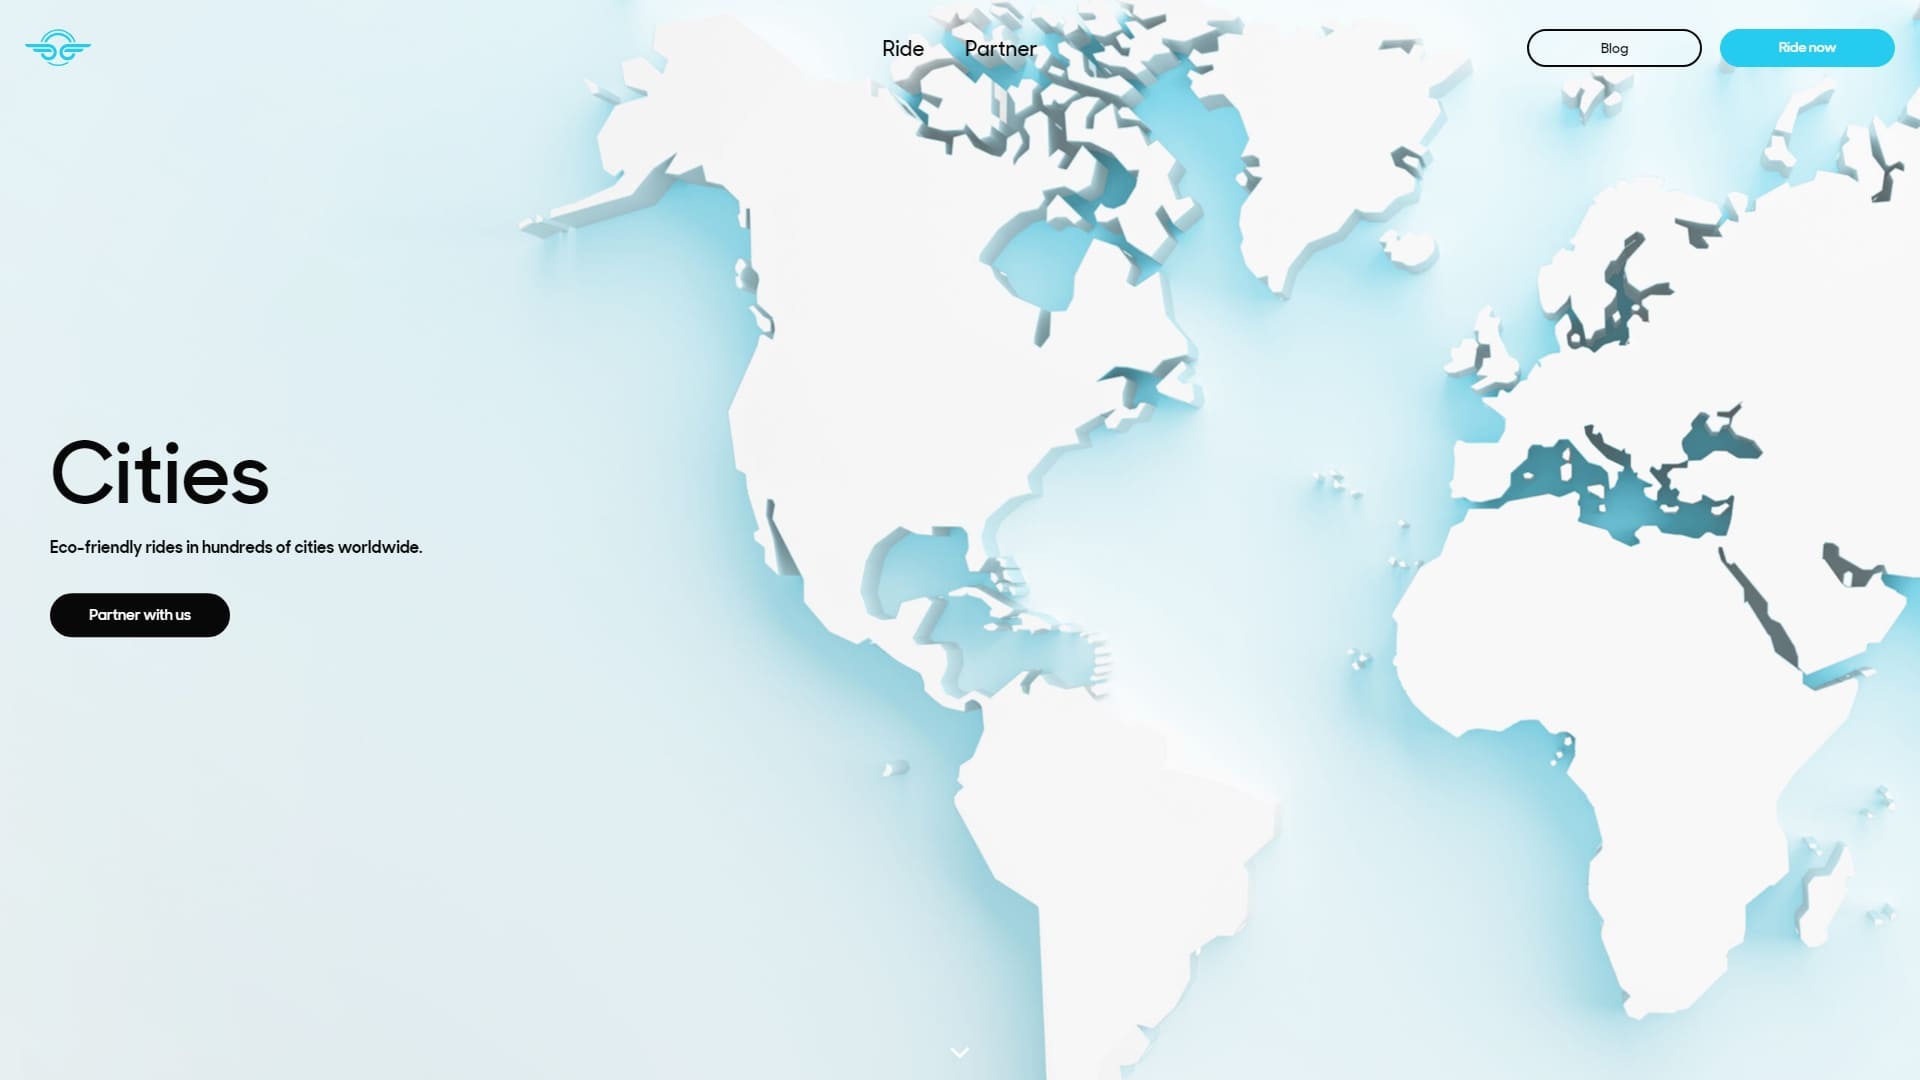 Ride
Partner
Blog
Ride now
Cities
Eco-friendly rides in hundreds of cities worldwide.
Partner with us